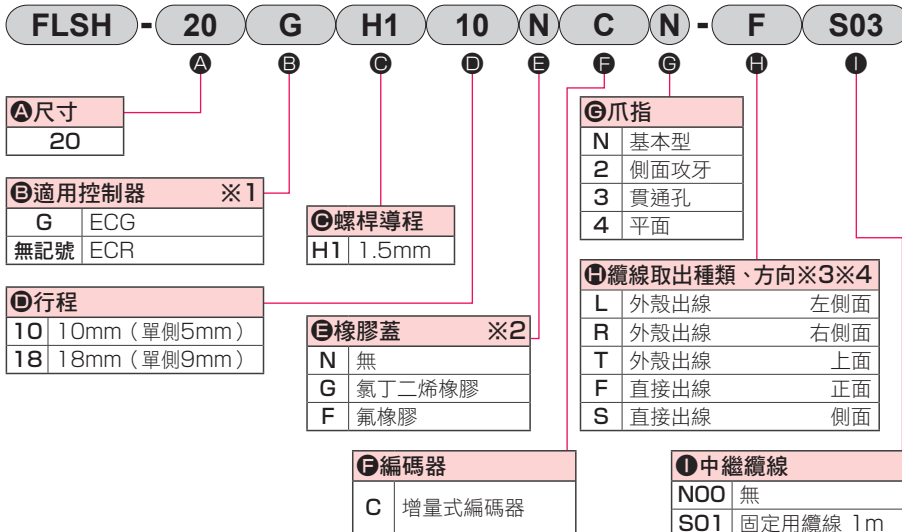 FLSH - 20 G H1 10 N C N - F S03
A B C D E F G H I
A尺寸
20
B適用控制器 ※1
G ECG
無記號 ECR
C螺桿導程
H1 1.5mm
D行程
10 10mm（單側5mm）
18 18mm（單側9mm）
E橡膠蓋 ※2
N 無
G 氯丁二烯橡膠
F 氟橡膠
F編碼器
C 增量式編碼器
G爪指
N 基本型
2 側面攻牙
3 貫通孔
4 平面
H纜線取出種類、方向※3※4
L 外殼出線 左側面
R 外殼出線 右側面
T 外殼出線 上面
F 直接出線 正面
S 直接出線 側面
I中繼纜線
N00 無
S01 固定用纜線 1m